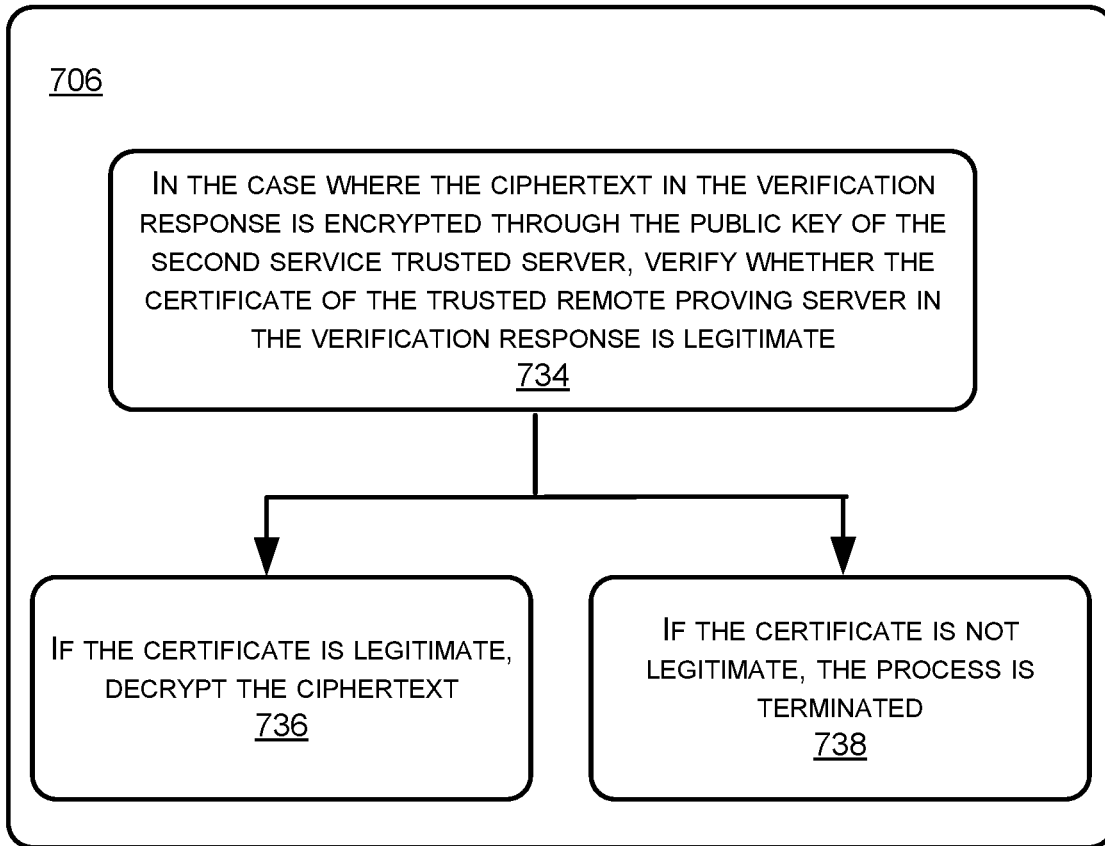 706
IN THE CASE WHERE THE CIPHERTEXT IN THE VERIFICATION
RESPONSE IS ENCRYPTED THROUGH THE PUBLIC KEY OF THE
SECOND SERVICE TRUSTED SERVER, VERIFY WHETHER THE
CERTIFICATE OF THE TRUSTED REMOTE PROVING SERVER IN
THE VERIFICATION RESPONSE IS LEGITIMATE
734
IF THE CERTIFICATE IS LEGITIMATE,
DECRYPT THE CIPHERTEXT
736
IF THE CERTIFICATE IS NOT
LEGITIMATE, THE PROCESS IS
TERMINATED
738